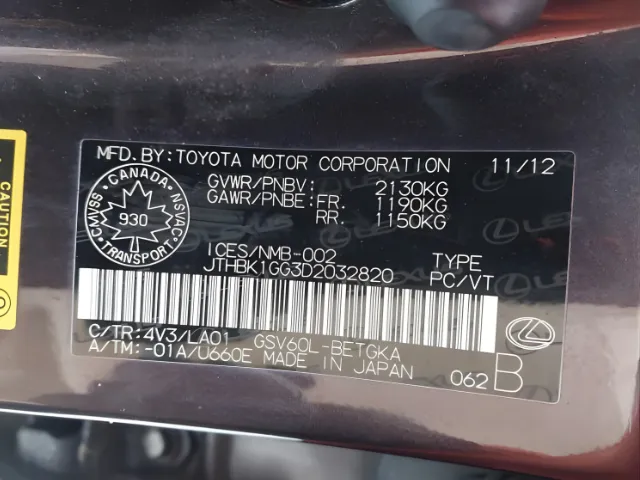 MFD.BY:TOYOTA MOTOR CORPORATION 11/12
GVWR/PNBV: 2130KG
GAWR/PNBE:FR. 1190KG
RR. 1150KG
CANADA
CMVSS 930 NSVAC
TRANSPORT
ICES/NMB-002 TYPE
JTHBK1GG3D2032820 PC/VT
C/TR:4V3/LA01 GSV60L-BETGKA
A/TM:-01A/U660E MADE IN JAPAN 062 B
CAUTION
LEXUS